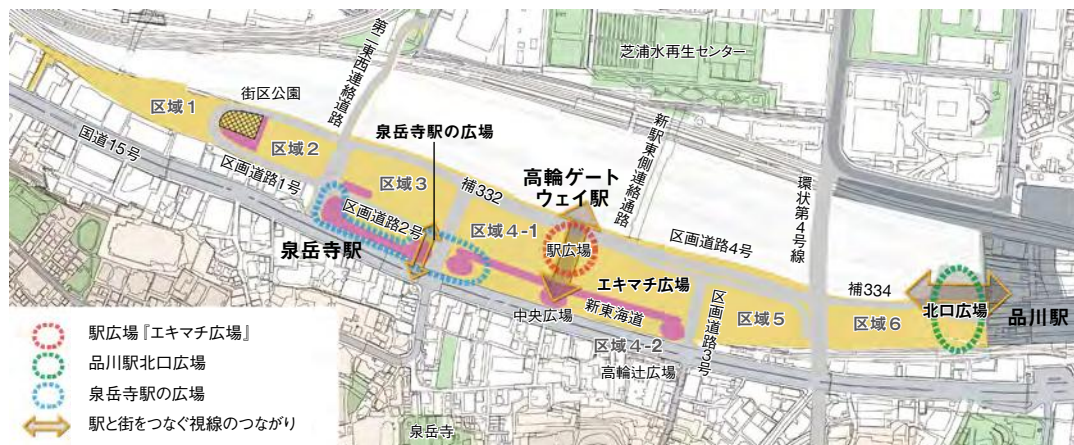 芝浦水再生センター
第二東西連絡道路
街区公園
区域1
区域2
泉岳寺駅の広場
国道15号
区画道路1号
区域3
補332
高輪ゲート
ウェイ駅
新駅東側連絡通路
環状第4号線
区画道路2号
泉岳寺駅
区域4-1
駅広場
区画道路4号
エキマチ広場
補334
北口広場
品川駅
中央広場
新東海道
区画道路3号
区域5
区域6
区域4-2
高輪辻広場
泉岳寺
駅広場『エキマチ広場』
品川駅北口広場
泉岳寺駅の広場
駅と街をつなぐ視線のつながり